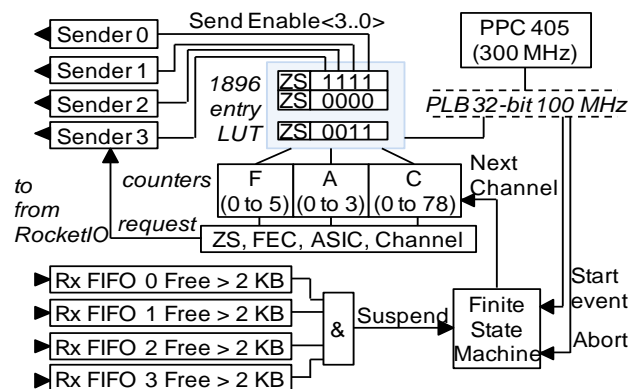 Send Enable<3..0>
Sender 0
Sender 1
Sender 2
Sender 3
1896
entry
LUT
ZS 1111
ZS 0000
ZS 0011
PPC 405
(300 MHz)
PLB 32-bit 100 MHz
to
from
RocketIO
counters
F
(0 to 5)
A
(0 to 3)
C
(0 to 78)
Next
Channel
request
ZS, FEC, ASIC, Channel
Rx FIFO 0 Free > 2 KB
Rx FIFO 1 Free > 2 KB
Rx FIFO 2 Free > 2 KB
Rx FIFO 3 Free > 2 KB
&
Suspend
Finite
State
Machine
Start
event
Abort